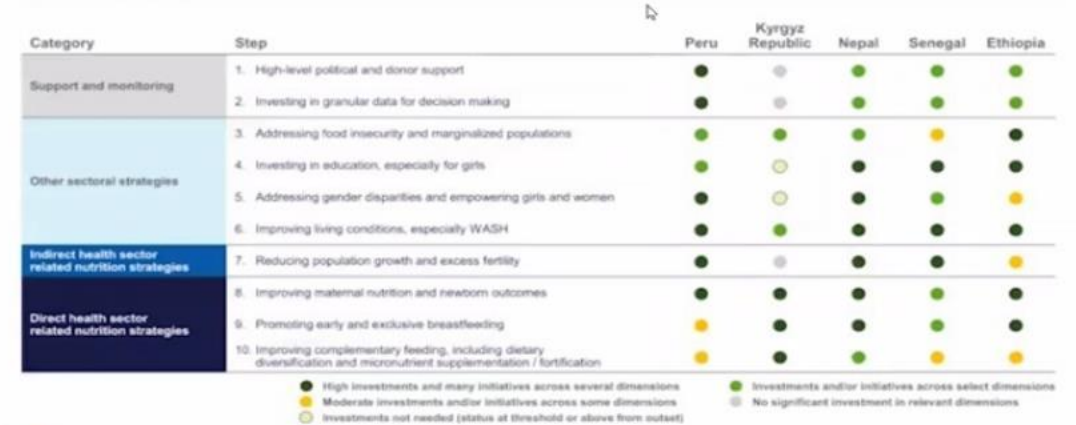 Category Step Peru Kyrgyz Republic Nepal Senegal Ethiopia
Support and monitoring
1. High-level political and donor support
2. Investing in granular data for decision making
Other sectoral strategies
3. Addressing food insecurity and marginalized populations
4. Investing in education, especially for girls
5. Addressing gender disparities and empowering girls and women
6. Improving living conditions, especially WASH
Indirect health sector
related nutrition strategies
7. Reducing population growth and excess fertility
Direct health sector
related nutrition strategies
8. Improving maternal nutrition and newborn outcomes
9. Promoting early and exclusive breastfeeding
10. Improving complementary feeding, including dietary
diversification and micronutrient supplementation / fortification
High investments and many initiatives across several dimensions
Moderate investments and/or initiatives across some dimensions
Investments not needed (status at threshold or above from outset)
Investments and/or initiatives across select dimensions
No significant investment in relevant dimensions